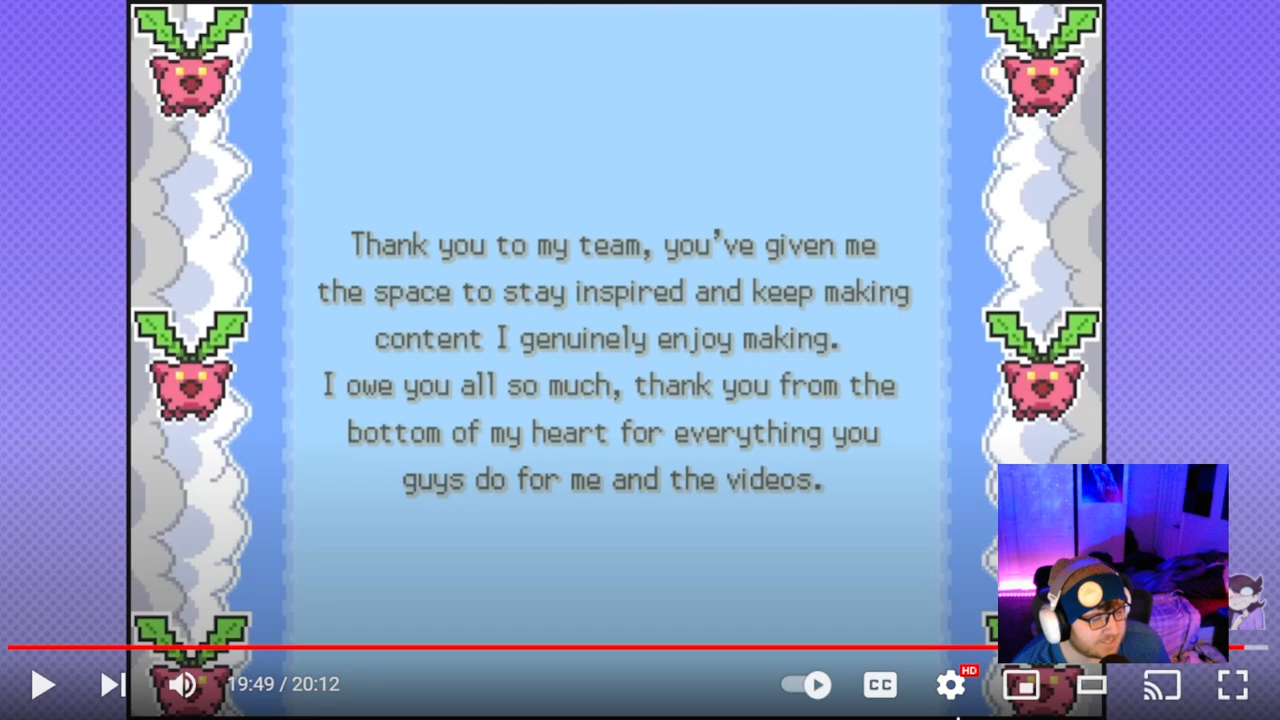 Thank you to my team, you've given me
the space to stay inspired and keep making
content I genuinely enjoy making.
I owe you all so much, thank you from the
bottom of my heart for everything you
guys do for me and the videos.
19:49 / 20:12
CC
HD